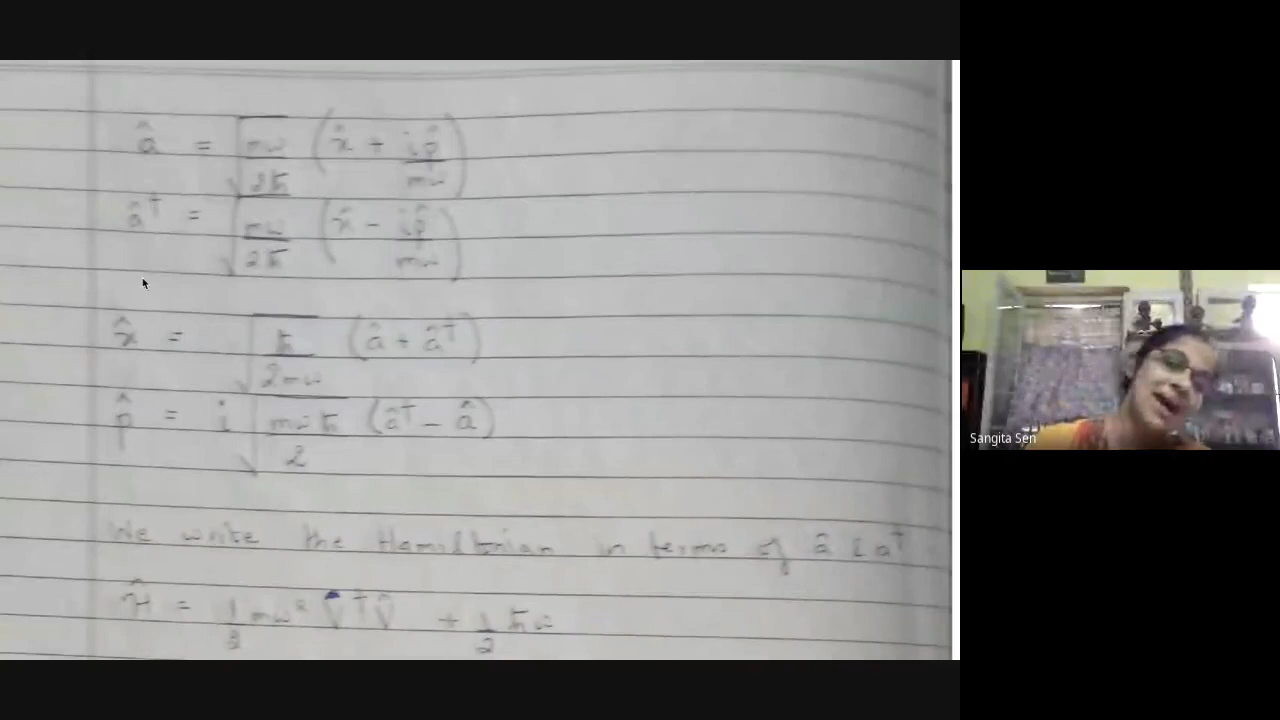 â = √(mω/2ħ) (x̂ + ip̂/mω)
â† = √(mω/2ħ) (x̂ - ip̂/mω)
x̂ = √(ħ/2mω) (â + â†)
p̂ = i √(mωħ/2) (â† - â)
We write the Hamiltonian in terms of â & a†
Ĥ = 1/2 mω² V̂†V̂ + 1/2 ħω
Sangita Sen